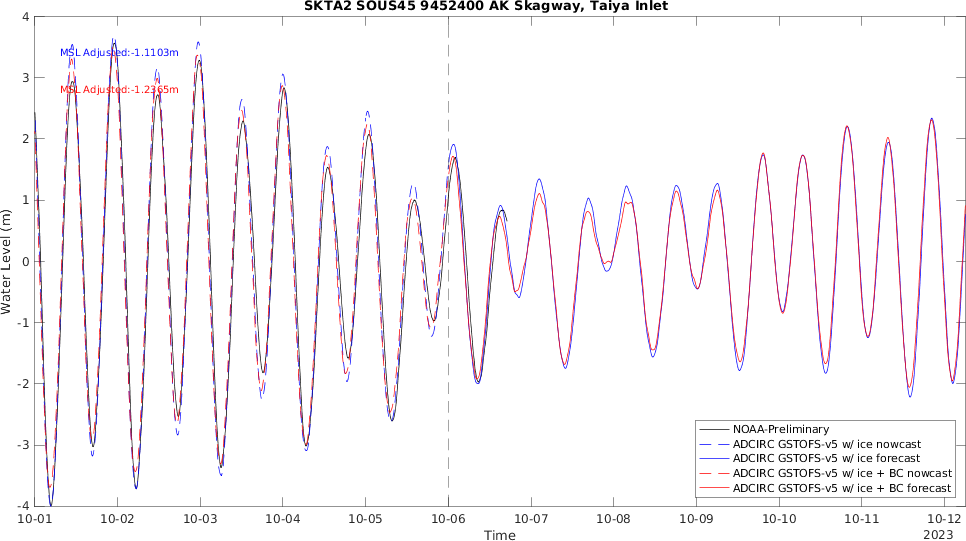 SKTA2 SOUS45 9452400 AK Skagway, Taiya Inlet
MSL Adjusted:-1.1103m
MSL Adjusted:-1.2365m
Water Level (m)
4
3
2
1
0
-1
-2
-3
-4
10-01
10-02
10-03
10-04
10-05
10-06
10-07
10-08
10-09
10-10
10-11
10-12
2023
Time
NOAA-Preliminary
ADCIRC GSTOFS-v5 w/ ice nowcast
ADCIRC GSTOFS-v5 w/ ice forecast
ADCIRC GSTOFS-v5 w/ ice + BC nowcast
ADCIRC GSTOFS-v5 w/ ice + BC forecast